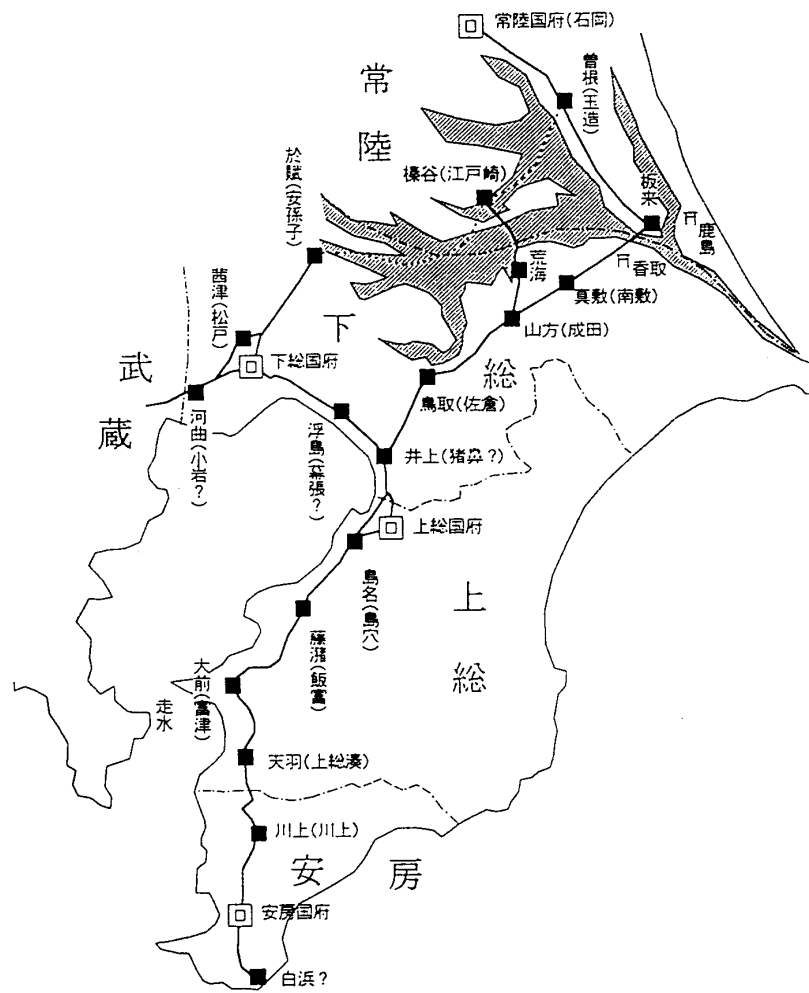 常陸国府(石岡)
常陸
曽根(玉造)
榛谷(江戸崎)
板来
鹿島
於賦(安孫子)
荒海
香取
真敷(南敷)
茜津(松戸)
下総
山方(成田)
武蔵
下総国府
鳥取(佐倉)
河曲(小岩?)
浮島(幕張?)
井上(猪鼻?)
上総国府
島名(島穴)
上総
藤潴(飯富)
大前(富津)
走水
天羽(上総湊)
川上(川上)
安房
安房国府
白浜?